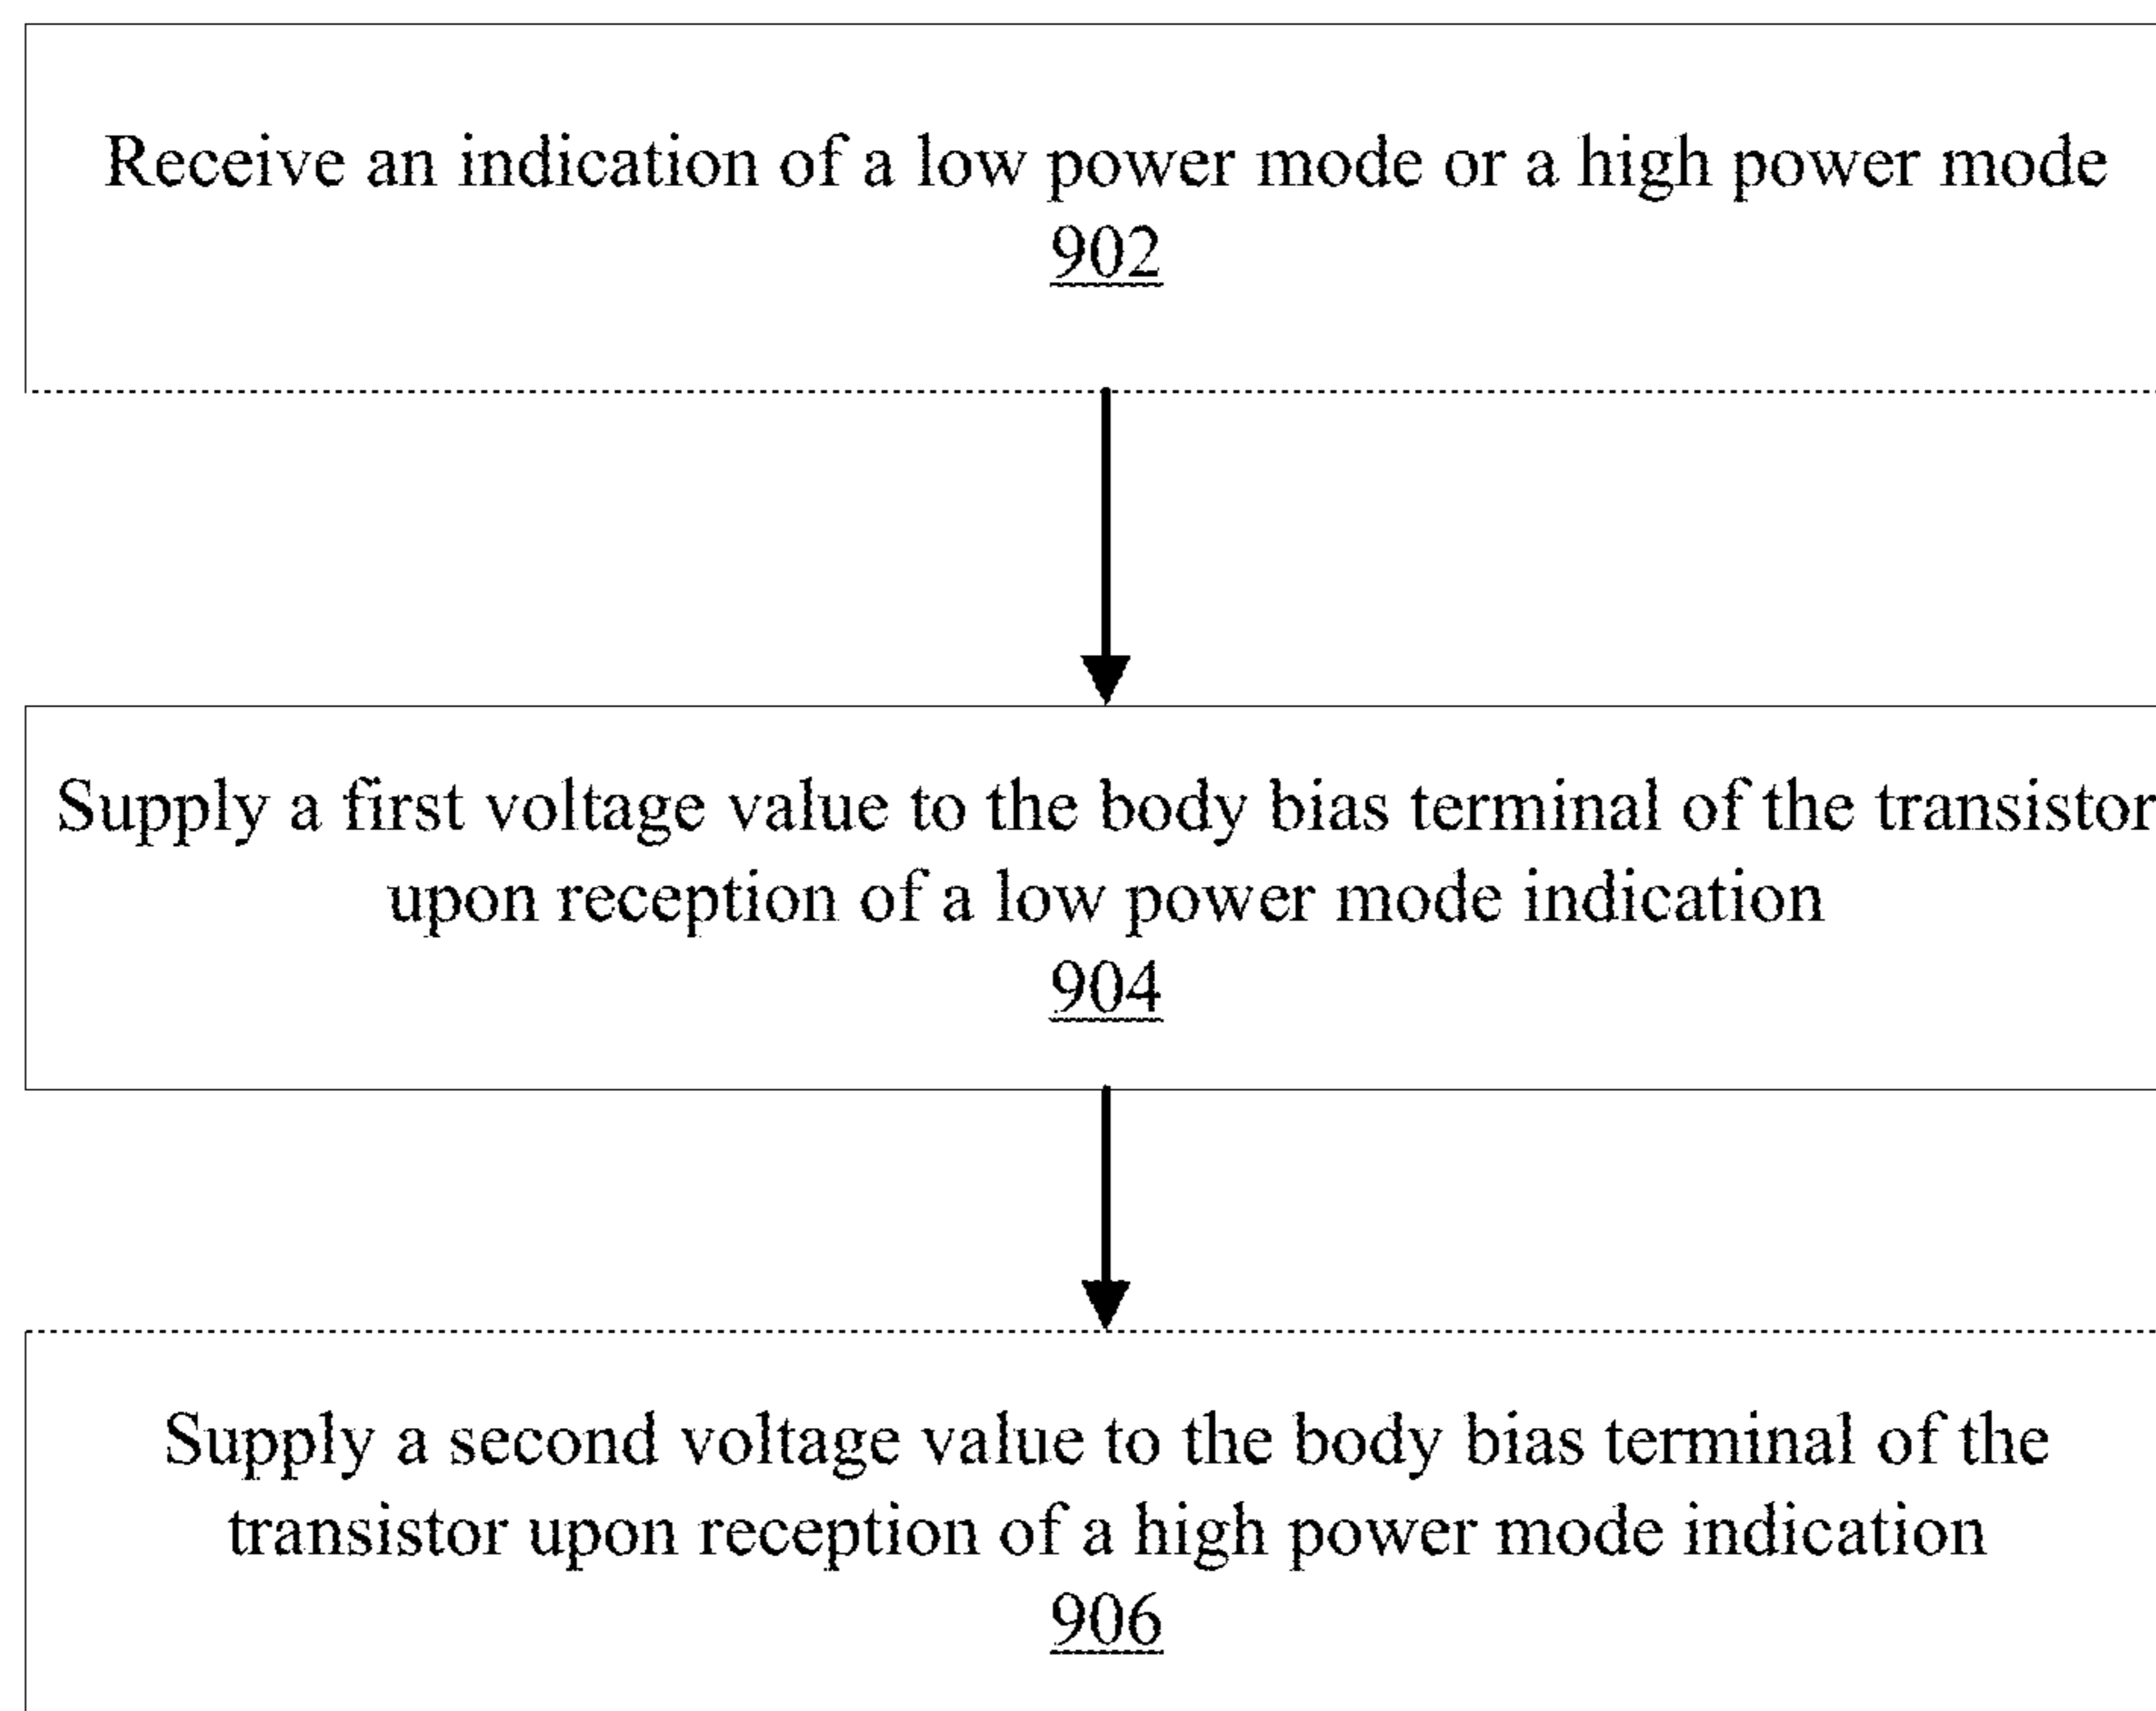 Receive an indication of a low power mode or a high power mode
902
Supply a first voltage value to the body bias terminal of the transistor
upon reception of a low power mode indication
904
Supply a second voltage value to the body bias terminal of the
transistor upon reception of a high power mode indication
906